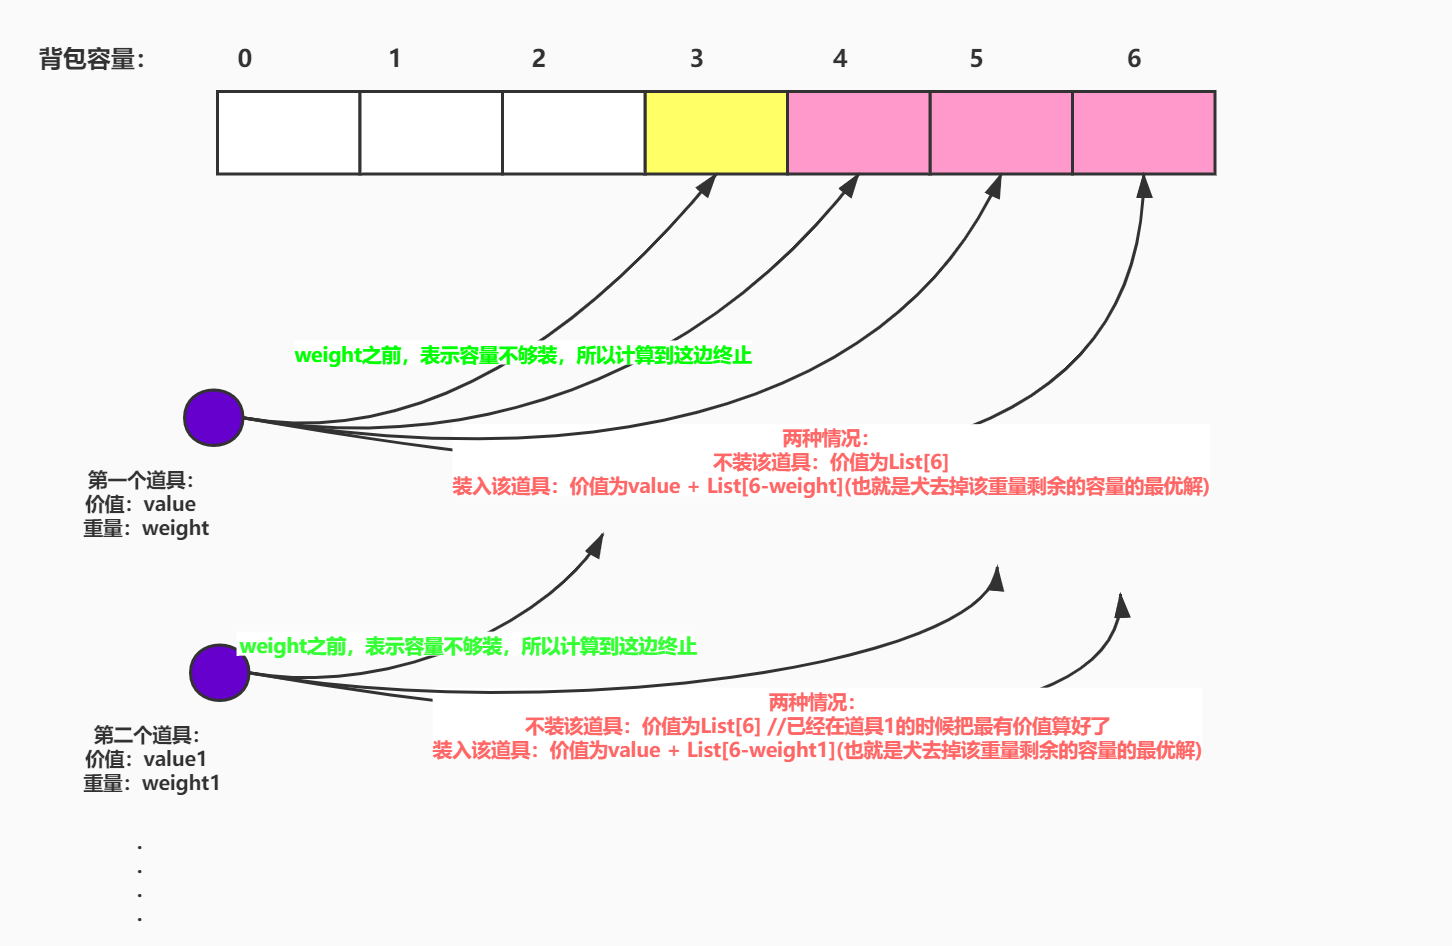 背包容量： 0 1 2 3 4 5 6
weight之前，表示容量不够装，所以计算到这边终止
两种情况：
不装该道具：价值为List[6]
装入该道具：价值为value + List[6-weight](也就是犬去掉该重量剩余的容量的最优解)
第一个道具：
价值：value
重量：weight
weight之前，表示容量不够装，所以计算到这边终止
两种情况：
不装该道具：价值为List[6] //已经在道具1的时候把最有价值算好了
装入该道具：价值为value + List[6-weight1](也就是犬去掉该重量剩余的容量的最优解)
第二个道具：
价值：value1
重量：weight1
.
.
.
.